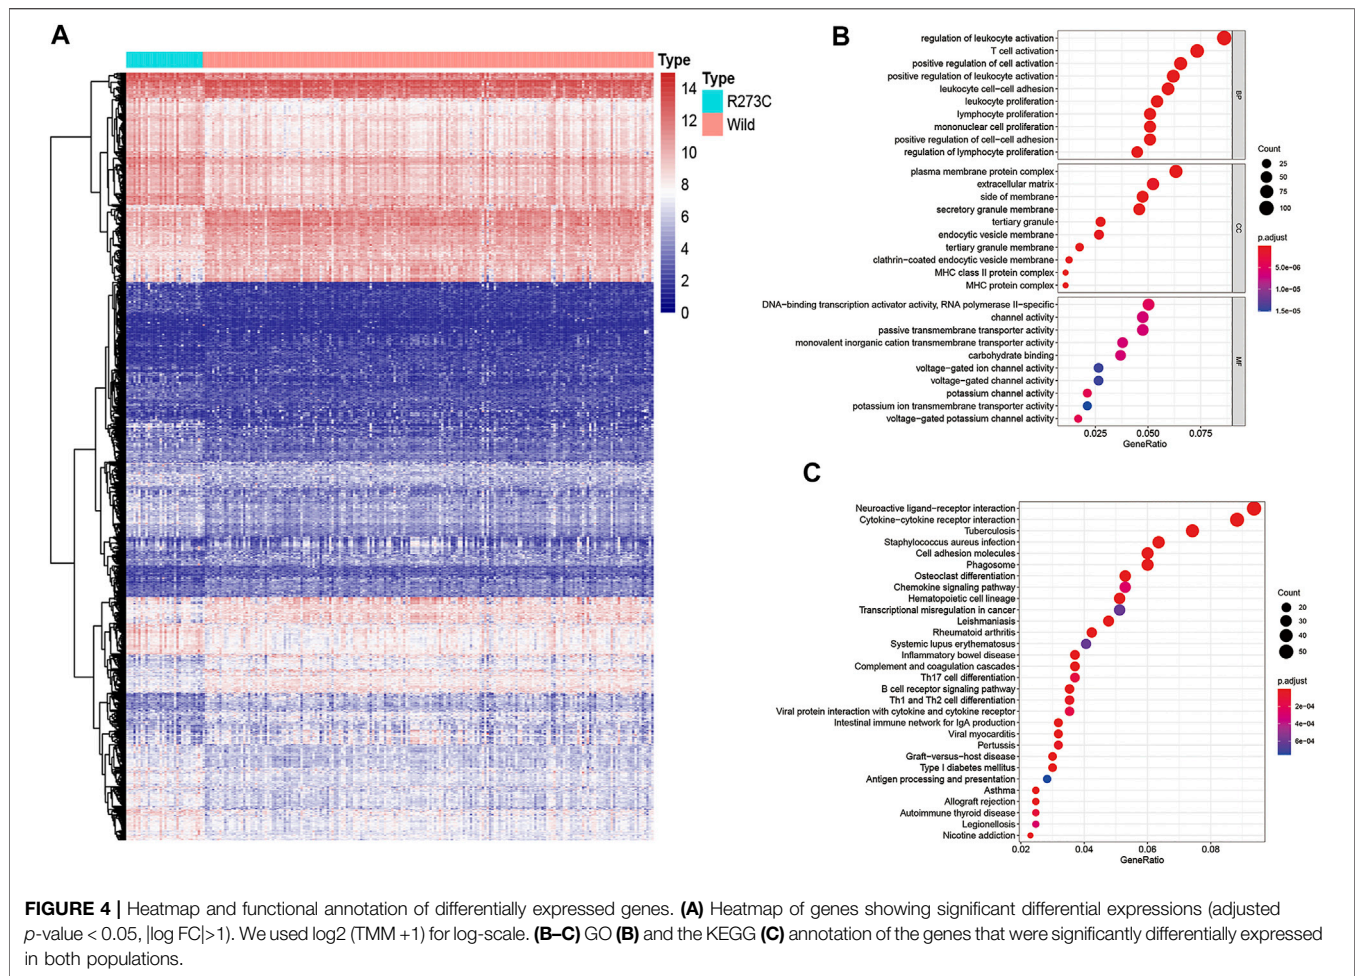 A
Type
14
12
10
8
6
4
2
0
Type
R273C
Wild
B
regulation of leukocyte activation
T cell activation
positive regulation of cell activation
positive regulation of leukocyte activation
leukocyte cell−cell adhesion
leukocyte proliferation
lymphocyte proliferation
mononuclear cell proliferation
positive regulation of cell−cell adhesion
regulation of lymphocyte proliferation
BP
plasma membrane protein complex
extracellular matrix
side of membrane
secretory granule membrane
tertiary granule
endocytic vesicle membrane
tertiary granule membrane
clathrin−coated endocytic vesicle membrane
MHC class II protein complex
MHC protein complex
CC
DNA−binding transcription activator activity, RNA polymerase II−specific
channel activity
passive transmembrane transporter activity
monovalent inorganic cation transmembrane transporter activity
carbohydrate binding
voltage−gated ion channel activity
voltage−gated channel activity
potassium channel activity
potassium ion transmembrane transporter activity
voltage−gated potassium channel activity
MF
0.025 0.050 0.075
GeneRatio
Count
25
50
75
100
p.adjust
5.0e−06
1.0e−05
1.5e−05
C
Neuroactive ligand−receptor interaction
Cytokine−cytokine receptor interaction
Tuberculosis
Staphylococcus aureus infection
Cell adhesion molecules
Phagosome
Osteoclast differentiation
Chemokine signaling pathway
Hematopoietic cell lineage
Transcriptional misregulation in cancer
Leishmaniasis
Rheumatoid arthritis
Systemic lupus erythematosus
Inflammatory bowel disease
Complement and coagulation cascades
Th17 cell differentiation
B cell receptor signaling pathway
Th1 and Th2 cell differentiation
Viral protein interaction with cytokine and cytokine receptor
Intestinal immune network for IgA production
Viral myocarditis
Pertussis
Graft−versus−host disease
Type I diabetes mellitus
Antigen processing and presentation
Asthma
Allograft rejection
Autoimmune thyroid disease
Legionellosis
Nicotine addiction
0.02 0.04 0.06 0.08
GeneRatio
Count
20
30
40
50
p.adjust
2e−04
4e−04
6e−04
FIGURE 4 | Heatmap and functional annotation of differentially expressed genes. (A) Heatmap of genes showing significant differential expressions (adjusted
p-value < 0.05, |log FC|>1). We used log2 (TMM +1) for log-scale. (B–C) GO (B) and the KEGG (C) annotation of the genes that were significantly differentially expressed
in both populations.